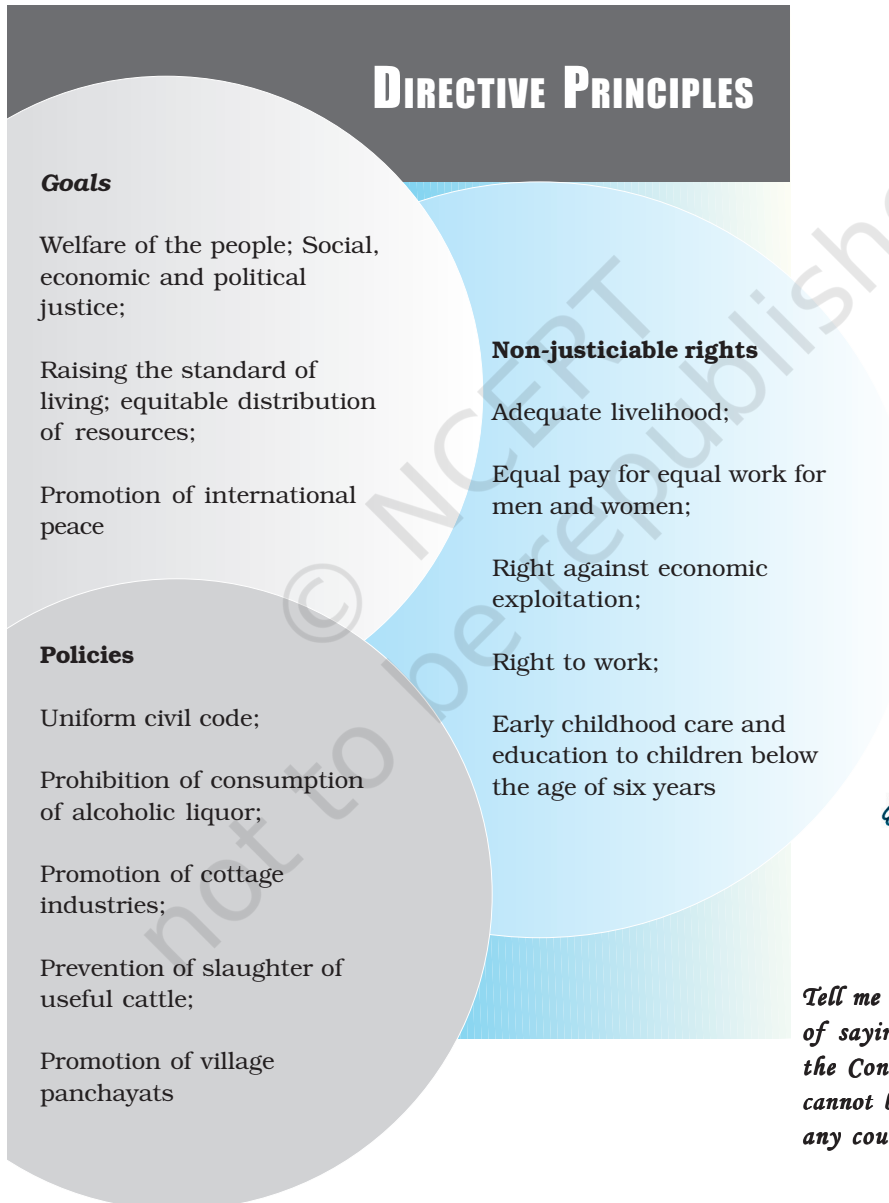 DIRECTIVE PRINCIPLES
Goals
Welfare of the people; Social,
economic and political
justice;
Raising the standard of
living; equitable distribution
of resources;
Promotion of international
peace
Non-justiciable rights
Adequate livelihood;
Equal pay for equal work for
men and women;
Right against economic
exploitation;
Right to work;
Early childhood care and
education to children below
the age of six years
Policies
Uniform civil code;
Prohibition of consumption
of alcoholic liquor;
Promotion of cottage
industries;
Prevention of slaughter of
useful cattle;
Promotion of village
panchayats
Tell me
of
the
cannot
any
© NCERT
not to be